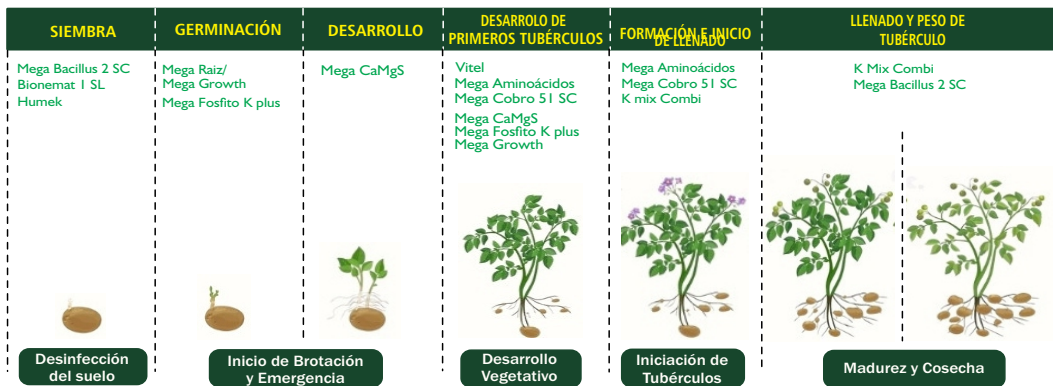 SIEMBRA
Mega Bacillus 2 SC
Bionemat 1 SL
Humek
Desinfección
del suelo
GERMINACIÓN
Mega Raiz/
Mega Growth
Mega Fosfito K plus
DESARROLLO
Mega CaMgS
Inicio de Brotación
y Emergencia
DESARROLO DE
PRIMEROS TUBÉRCULOS
Vitel
Mega Aminoácidos
Mega Cobro 51 SC
Mega CaMgS
Mega Fosfito K plus
Mega Growth
Desarrollo
Vegetativo
FORMACIÓN E INICIO
DE LLENADO
Mega Aminoácidos
Mega Cobro 51 SC
K mix Combi
Iniciación de
Tubérculos
LLENADO Y PESO DE
TUBÉRCULO
K Mix Combi
Mega Bacillus 2 SC
Madurez y Cosecha